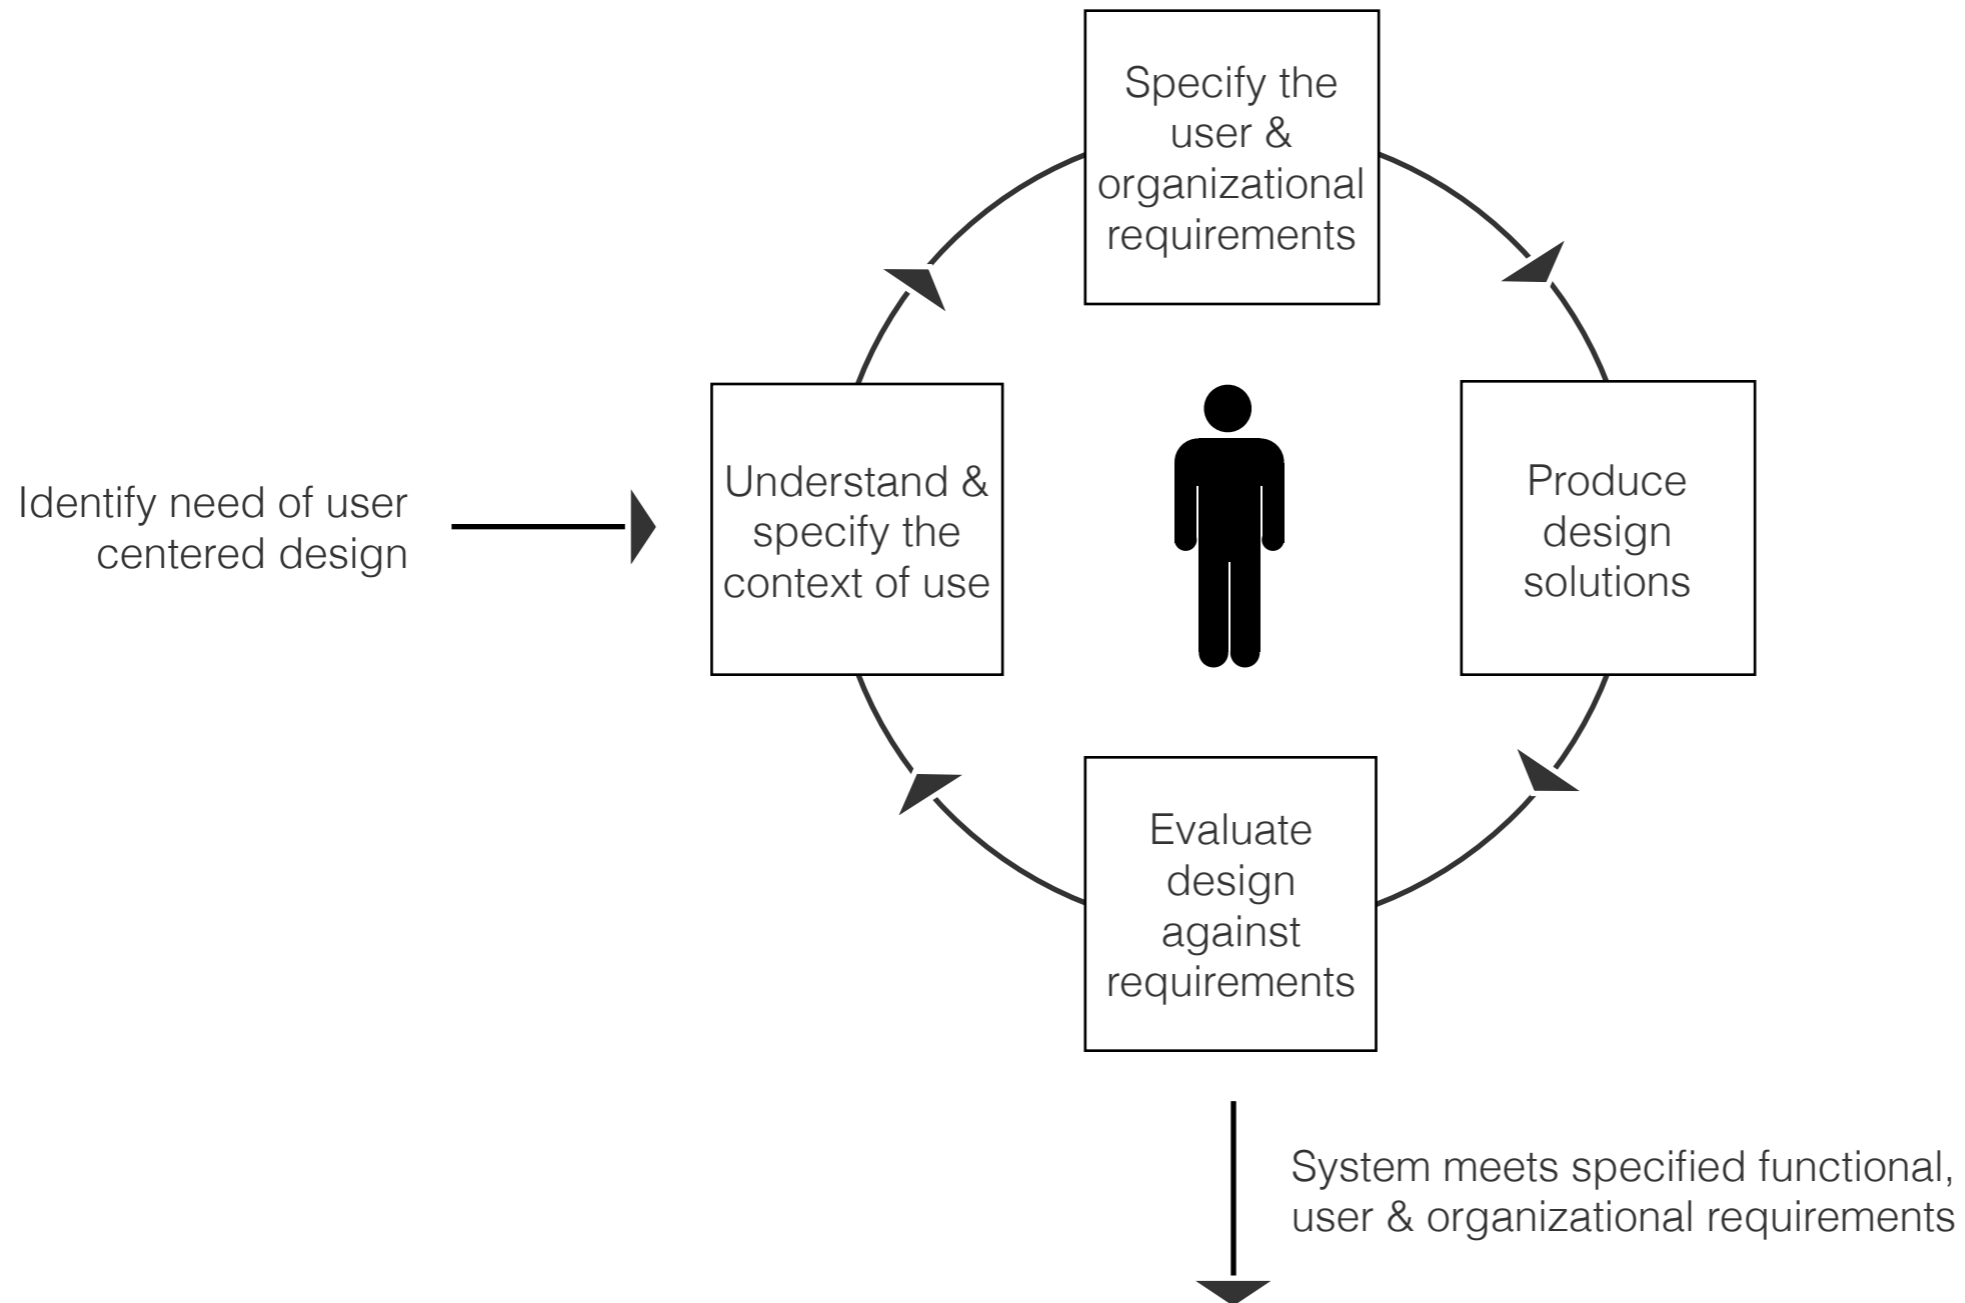 Identify need of user
centered design
Understand &
specify the
context of use
Specify the
user &
organizational
requirements
Produce
design
solutions
Evaluate
design
against
requirements
System meets specified functional,
user & organizational requirements